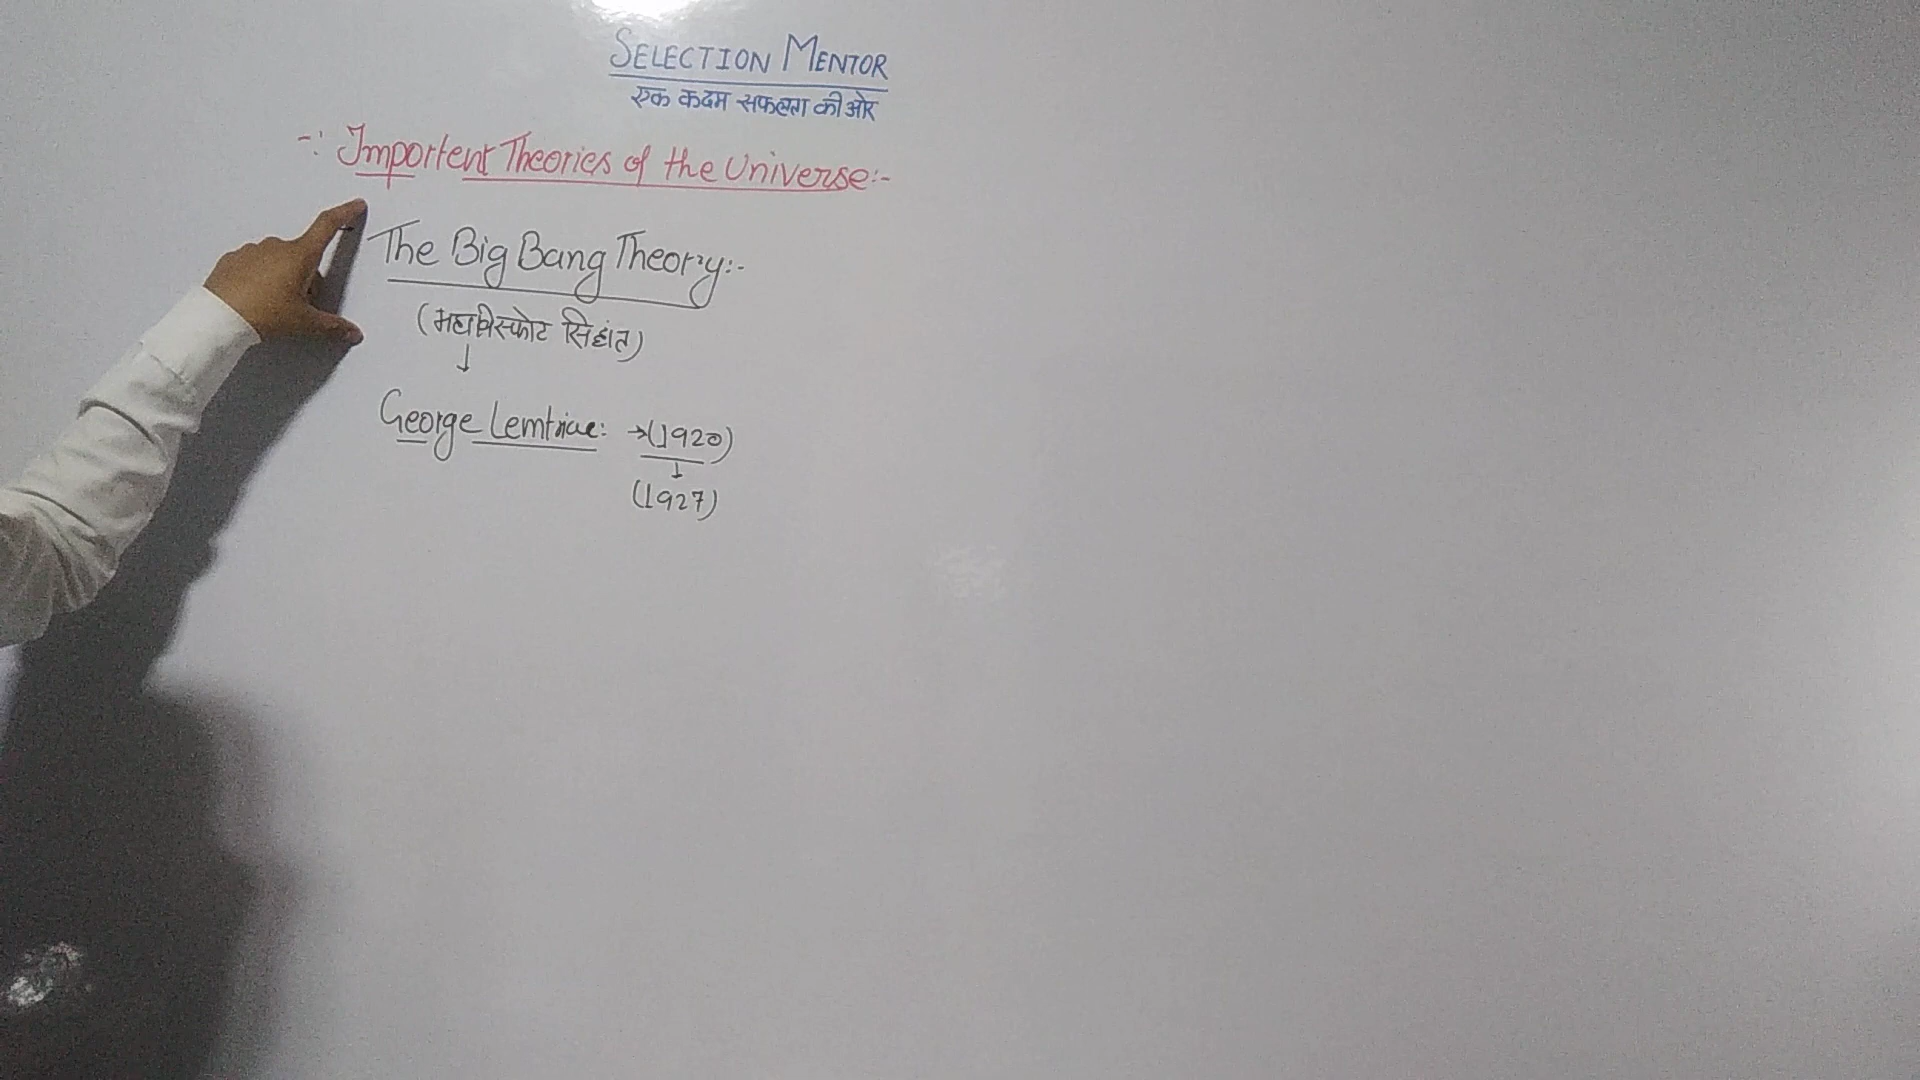 SELECTION MENTOR
एक कदम सफलता की ओर
-: Importent Theories of the Universe:-
The Big Bang Theory:-
(महाविस्फोट सिद्दांत)
↓
George Lemtriae: →(1920)
↓
(1927)